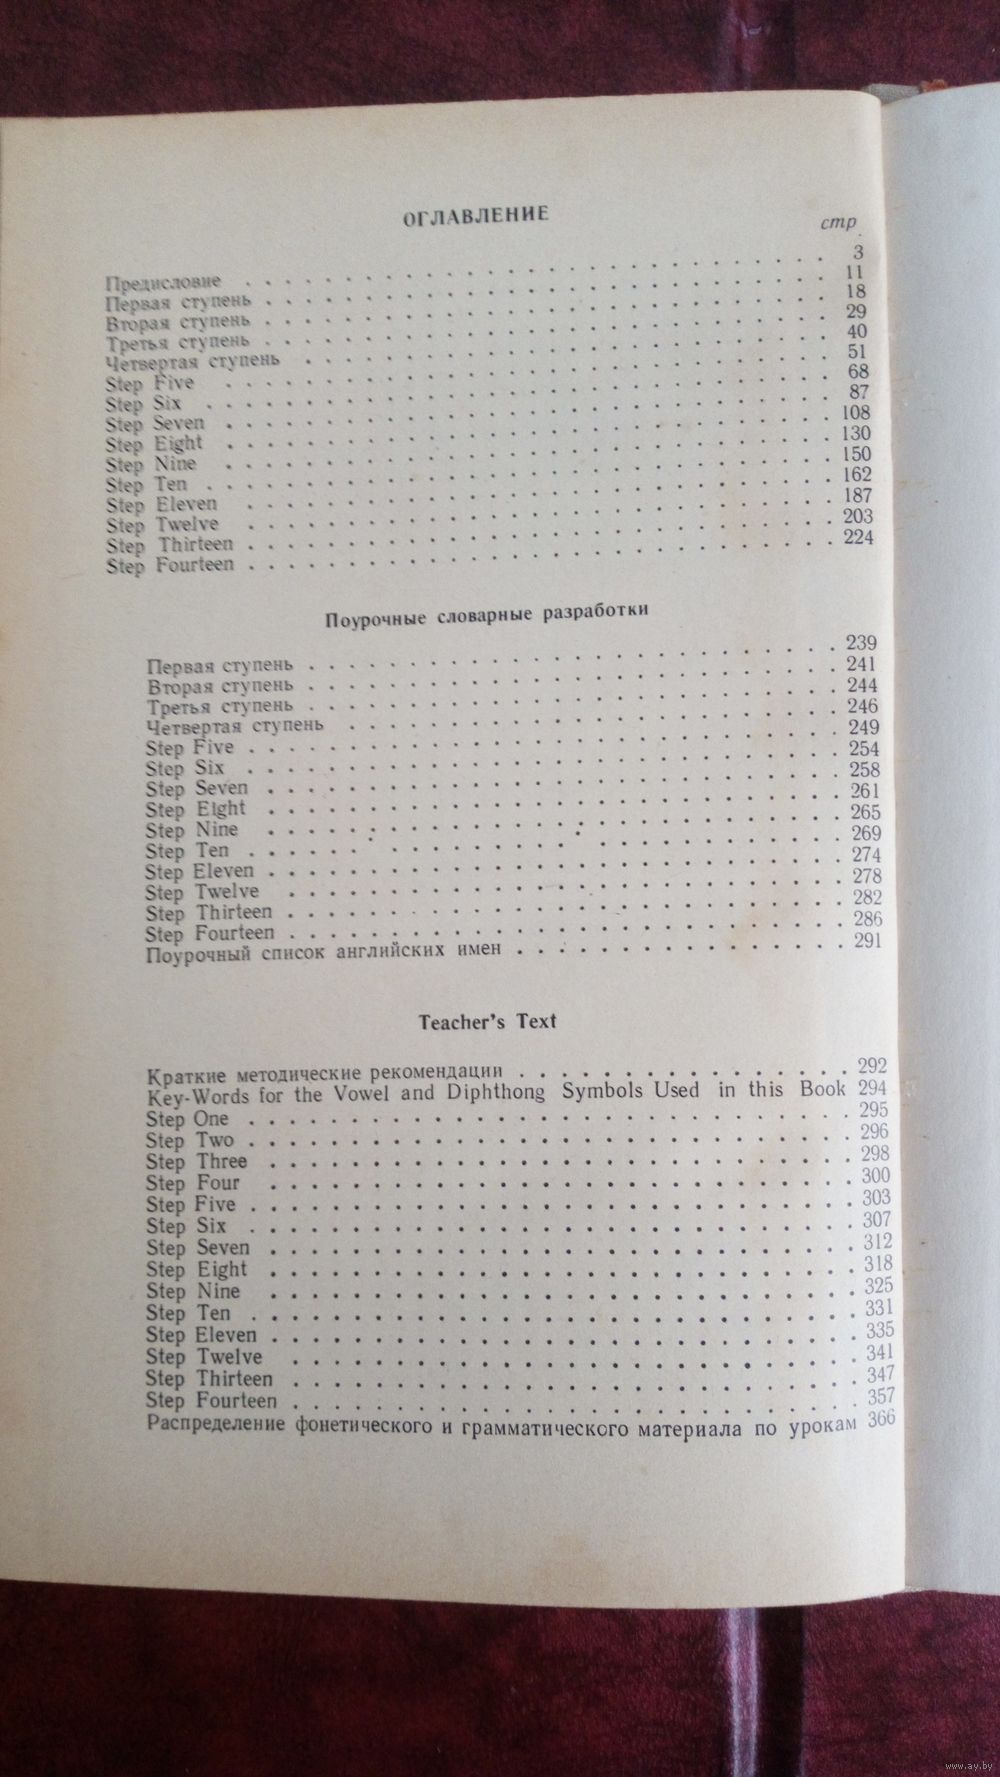 ОГЛАВЛЕНИЕ
стр.
Предисловие . . . . . . . . . . . . . . . . . . . . . . . . . . . . . 3
Первая ступень . . . . . . . . . . . . . . . . . . . . . . . . . . . . 11
Вторая ступень . . . . . . . . . . . . . . . . . . . . . . . . . . . . 18
Третья ступень . . . . . . . . . . . . . . . . . . . . . . . . . . . . 29
Четвертая ступень . . . . . . . . . . . . . . . . . . . . . . . . . . 40
Step Five . . . . . . . . . . . . . . . . . . . . . . . . . . . . . . 51
Step Six . . . . . . . . . . . . . . . . . . . . . . . . . . . . . . . 68
Step Seven . . . . . . . . . . . . . . . . . . . . . . . . . . . . . . 87
Step Eight . . . . . . . . . . . . . . . . . . . . . . . . . . . . . . 108
Step Nine . . . . . . . . . . . . . . . . . . . . . . . . . . . . . . 130
Step Ten . . . . . . . . . . . . . . . . . . . . . . . . . . . . . . . 150
Step Eleven . . . . . . . . . . . . . . . . . . . . . . . . . . . . . 162
Step Twelve . . . . . . . . . . . . . . . . . . . . . . . . . . . . . 187
Step Thirteen . . . . . . . . . . . . . . . . . . . . . . . . . . . . 203
Step Fourteen . . . . . . . . . . . . . . . . . . . . . . . . . . . . 224
Поурочные словарные разработки
Первая ступень . . . . . . . . . . . . . . . . . . . . . . . . . . 239
Вторая ступень . . . . . . . . . . . . . . . . . . . . . . . . . . 241
Третья ступень . . . . . . . . . . . . . . . . . . . . . . . . . . 244
Четвертая ступень . . . . . . . . . . . . . . . . . . . . . . . . 246
Step Five . . . . . . . . . . . . . . . . . . . . . . . . . . . . . 249
Step Six . . . . . . . . . . . . . . . . . . . . . . . . . . . . . 254
Step Seven . . . . . . . . . . . . . . . . . . . . . . . . . . . . 258
Step Eight . . . . . . . . . . . . . . . . . . . . . . . . . . . . 261
Step Nine . . . . . . . . . . . . . . . . . . . . . . . . . . . . 265
Step Ten . . . . . . . . . . . . . . . . . . . . . . . . . . . . . 269
Step Eleven . . . . . . . . . . . . . . . . . . . . . . . . . . . . 274
Step Twelve . . . . . . . . . . . . . . . . . . . . . . . . . . . 278
Step Thirteen . . . . . . . . . . . . . . . . . . . . . . . . . . . 282
Step Fourteen . . . . . . . . . . . . . . . . . . . . . . . . . . . 286
Поурочный список английских имен . . . . . . . . . . . . . . . . 291
Teacher's Text
Краткие методические рекомендации . . . . . . . . . . . . . . . . 292
Key-Words for the Vowel and Diphthong Symbols Used in this Book 294
Step One . . . . . . . . . . . . . . . . . . . . . . . . . . . . . 295
Step Two . . . . . . . . . . . . . . . . . . . . . . . . . . . . . 296
Step Three . . . . . . . . . . . . . . . . . . . . . . . . . . . . 298
Step Four . . . . . . . . . . . . . . . . . . . . . . . . . . . . 300
Step Five . . . . . . . . . . . . . . . . . . . . . . . . . . . . . 303
Step Six . . . . . . . . . . . . . . . . . . . . . . . . . . . . . 307
Step Seven . . . . . . . . . . . . . . . . . . . . . . . . . . . . 312
Step Eight . . . . . . . . . . . . . . . . . . . . . . . . . . . . 318
Step Nine . . . . . . . . . . . . . . . . . . . . . . . . . . . . 325
Step Ten . . . . . . . . . . . . . . . . . . . . . . . . . . . . . 331
Step Eleven . . . . . . . . . . . . . . . . . . . . . . . . . . . . 335
Step Twelve . . . . . . . . . . . . . . . . . . . . . . . . . . . 341
Step Thirteen . . . . . . . . . . . . . . . . . . . . . . . . . . . 347
Step Fourteen . . . . . . . . . . . . . . . . . . . . . . . . . . . 357
Распределение фонетического и грамматического материала по урокам 366
www.ay.by